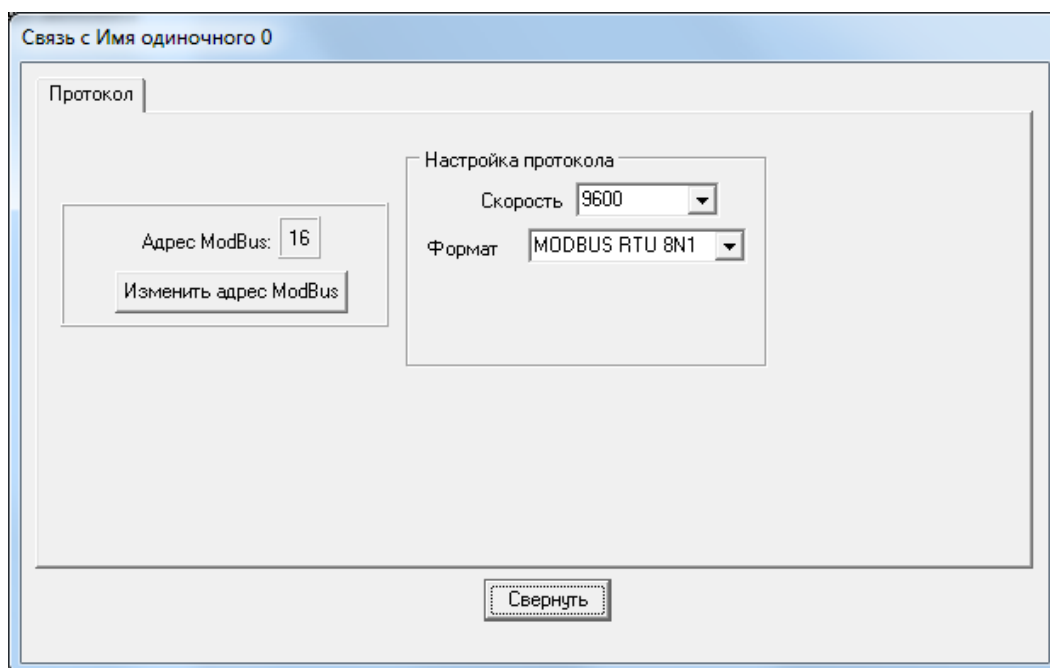 Связь с Имя одиночного 0
Протокол
Настройка протокола
Скорость 9600
Адрес ModBus: 16
Формат MODBUS RTU 8N1
Изменить адрес ModBus
Свернуть